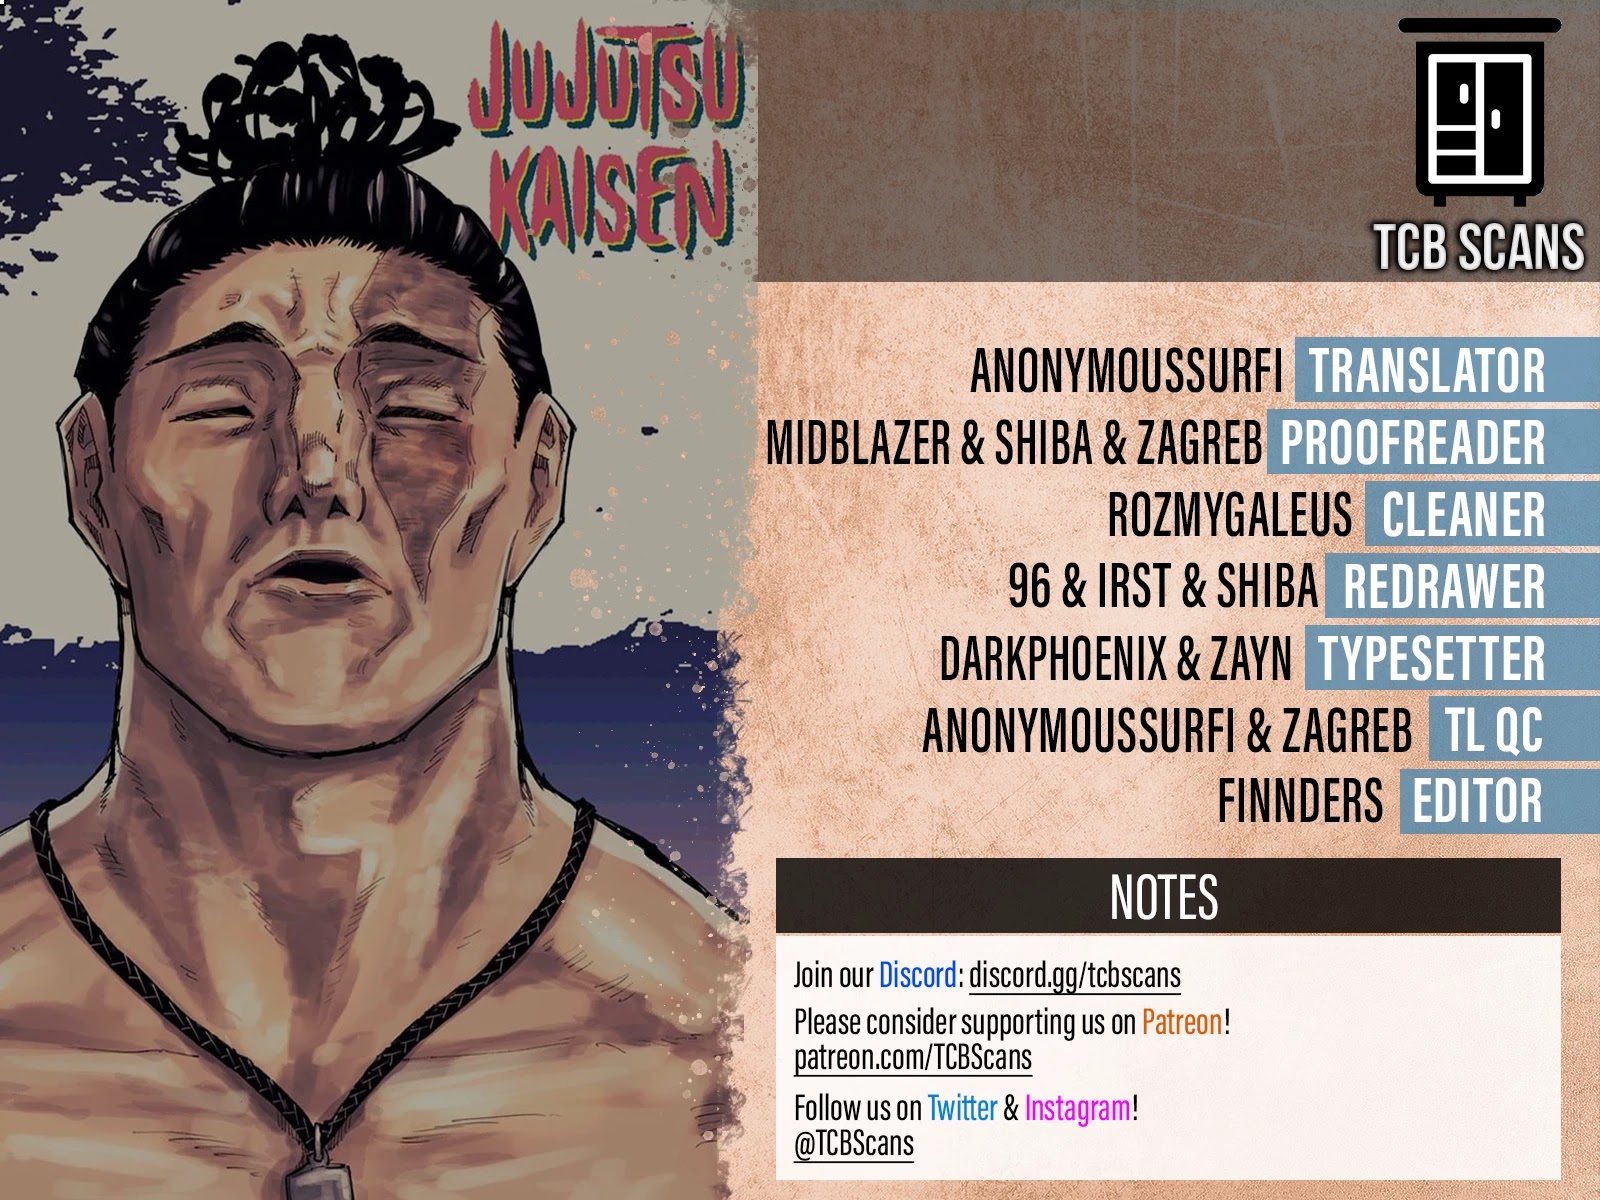 JUJUTSU
KAISEN
TCB SCANS
ANONYMOUSSURFI TRANSLATOR
MIDBLAZER & SHIBA & ZAGREB PROOFREADER
ROZMYGALEUS CLEANER
96 & IRST & SHIBA REDRAWER
DARKPHOENIX & ZAYN TYPESETTER
ANONYMOUSSURFI & ZAGREB TL QC
FINNDERS EDITOR
NOTES
Join our Discord: discord.gg/tcbscans
Please consider supporting us on Patreon!
patreon.com/TCBScans
Follow us on Twitter & Instagram!
@TCBScans